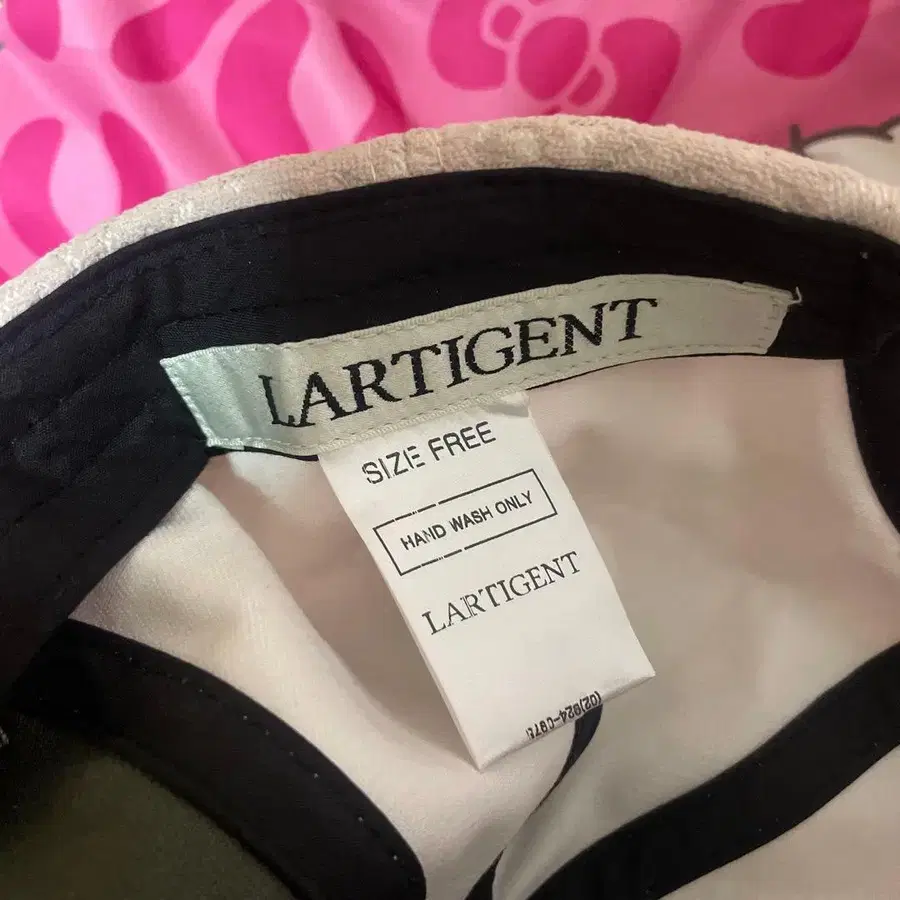 LARTIGENT
SIZE FREE
HAND WASH ONLY
LARTIGENT